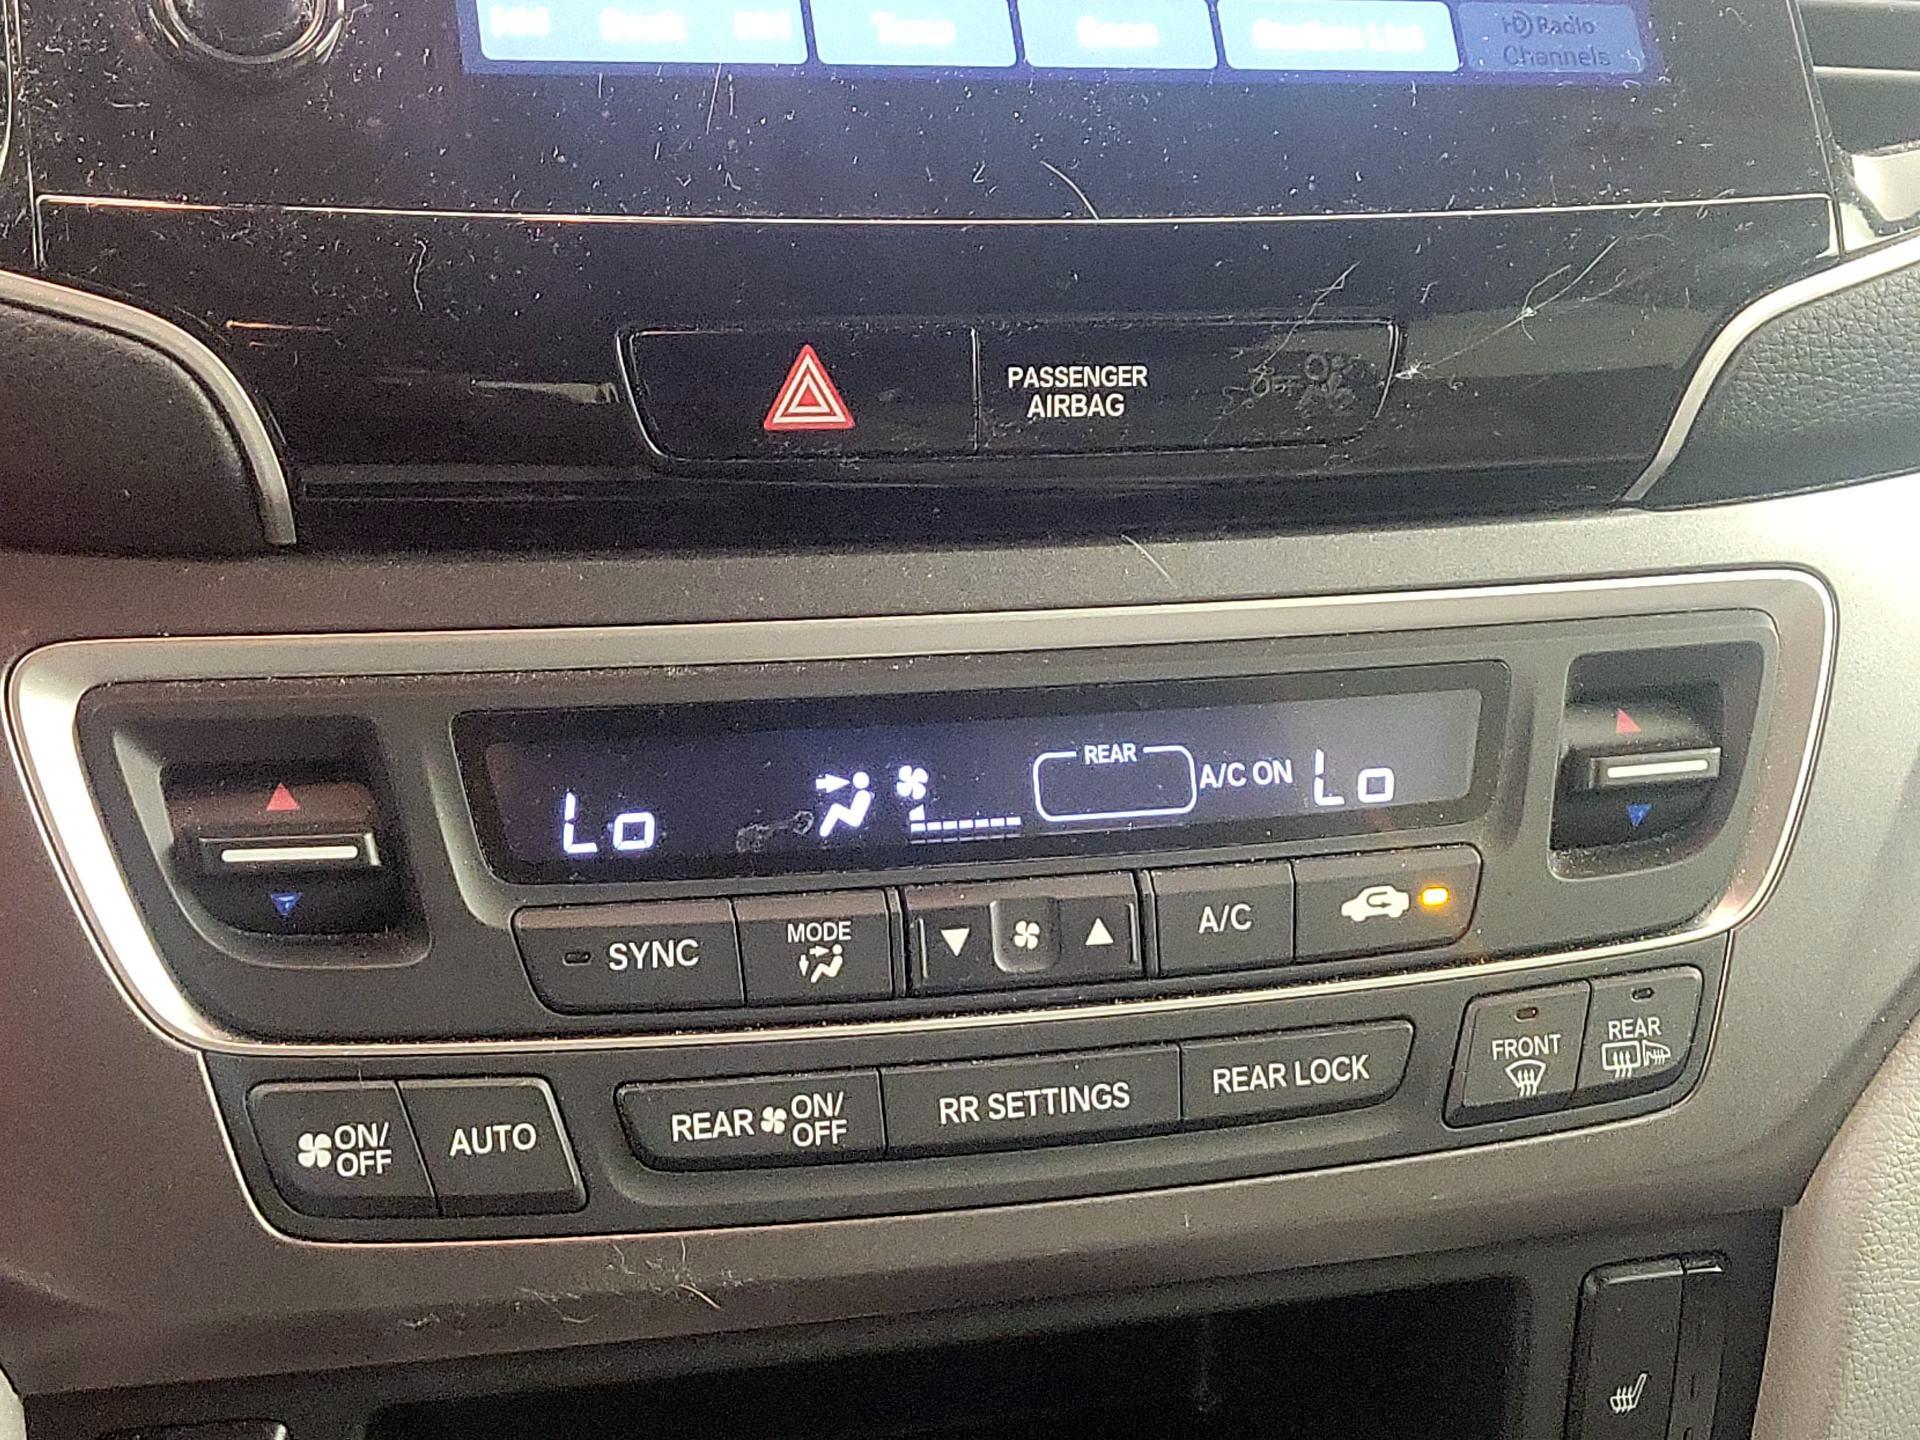 HD Radio
Channels
PASSENGER
AIRBAG
Lo
REAR
A/C ON
Lo
SYNC
MODE
A/C
ON/
OFF
AUTO
REAR
ON/
OFF
RR SETTINGS
REAR LOCK
FRONT
REAR